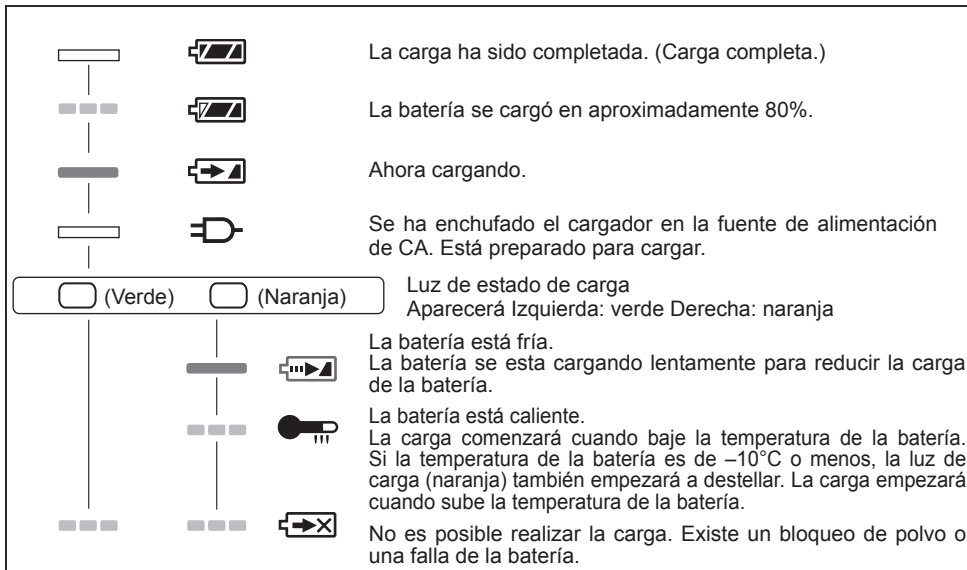 La carga ha sido completada. (Carga completa.)
La batería se cargó en aproximadamente 80%.
Ahora cargando.
Se ha enchufado el cargador en la fuente de alimentación
de CA. Está preparado para cargar.
(Verde) (Naranja)
Luz de estado de carga
Aparecerá Izquierda: verde Derecha: naranja
La batería está fría.
La batería se esta cargando lentamente para reducir la carga
de la batería.
La batería está caliente.
La carga comenzará cuando baje la temperatura de la batería.
Si la temperatura de la batería es de –10°C o menos, la luz de
carga (naranja) también empezará a destellar. La carga empezará
cuando sube la temperatura de la batería.
No es posible realizar la carga. Existe un bloqueo de polvo o
una falla de la batería.